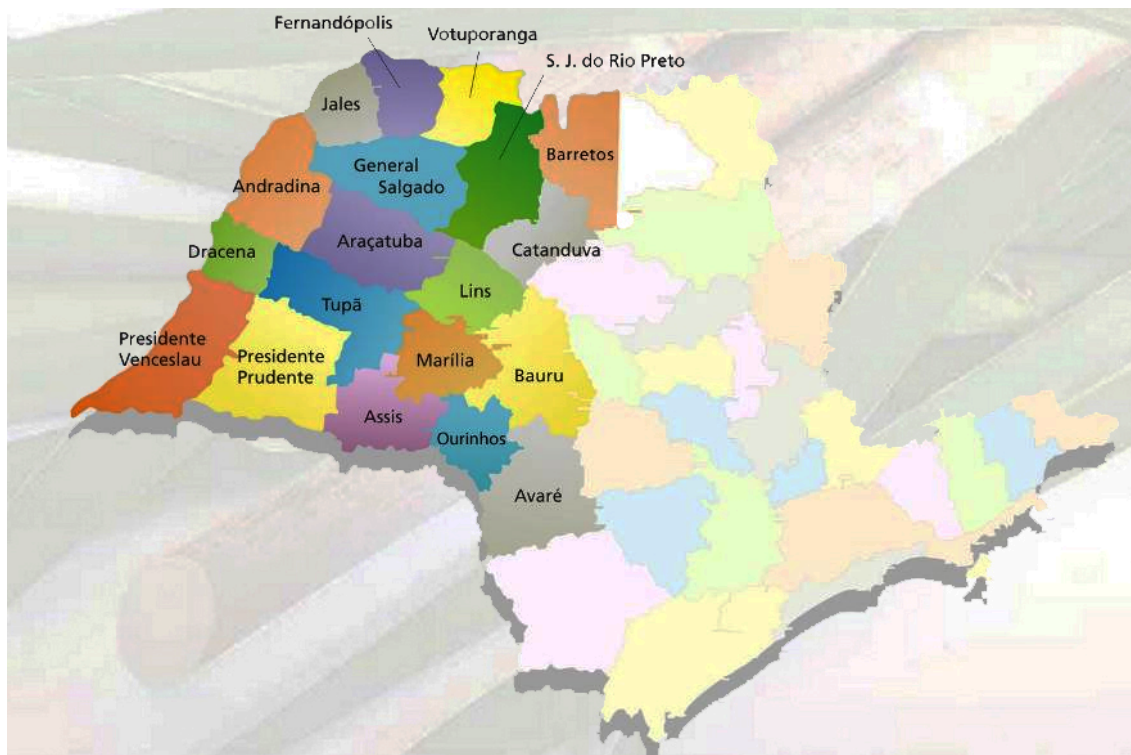 Fernandópolis
Votuporanga
S. J. do Rio Preto
Jales
Barretos
General
Salgado
Andradina
Araçatuba
Catanduva
Dracena
Lins
Tupã
Presidente
Venceslau
Presidente
Prudente
Marília
Bauru
Assis
Ourinhos
Avaré